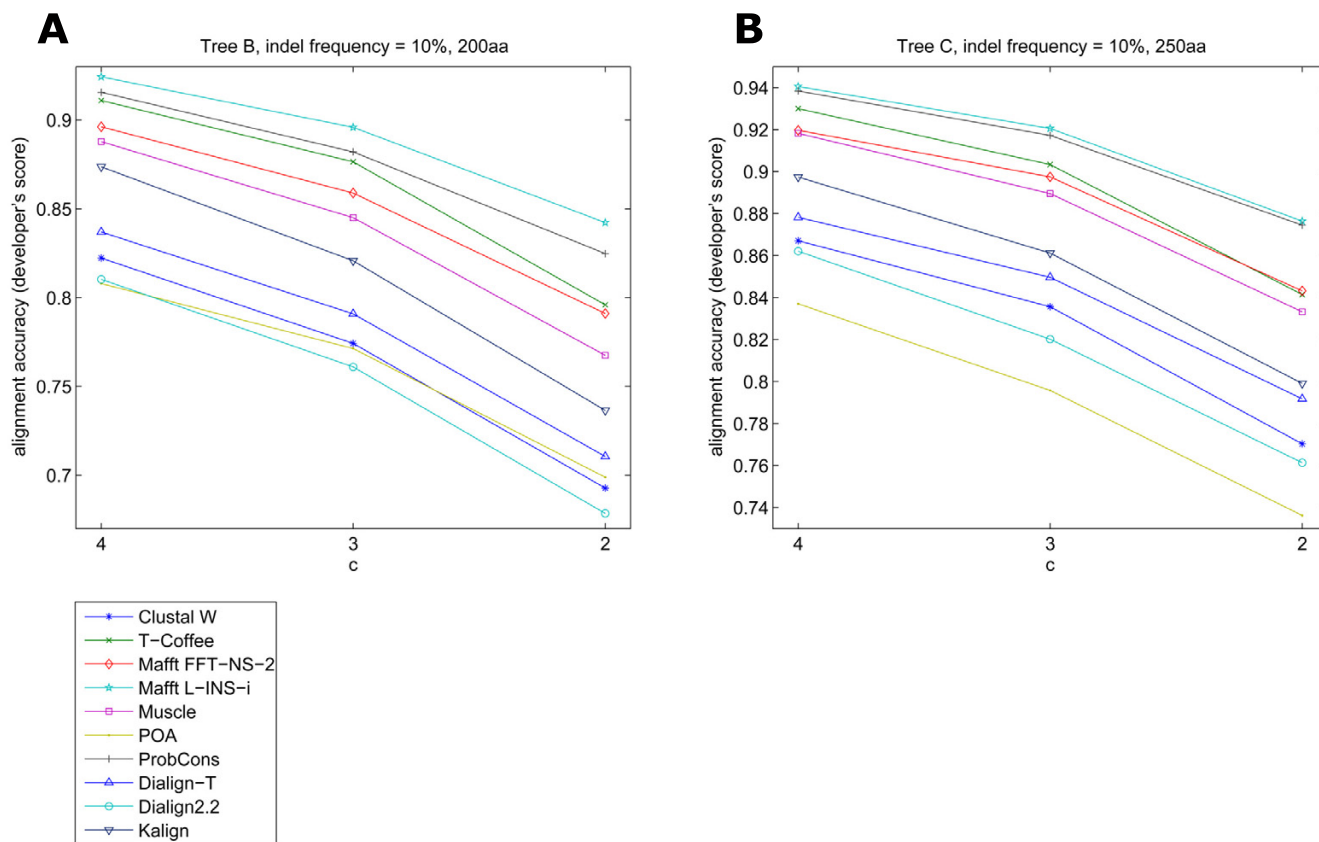 A
Tree B, indel frequency = 10%, 200aa
alignment accuracy (developer's score)
0.9
0.85
0.8
0.75
0.7
4 3 2
c
B
Tree C, indel frequency = 10%, 250aa
alignment accuracy (developer's score)
0.94
0.92
0.9
0.88
0.86
0.84
0.82
0.8
0.78
0.76
0.74
4 3 2
c
Clustal W
T−Coffee
Mafft FFT−NS−2
Mafft L−INS−i
Muscle
POA
ProbCons
Dialign−T
Dialign2.2
Kalign